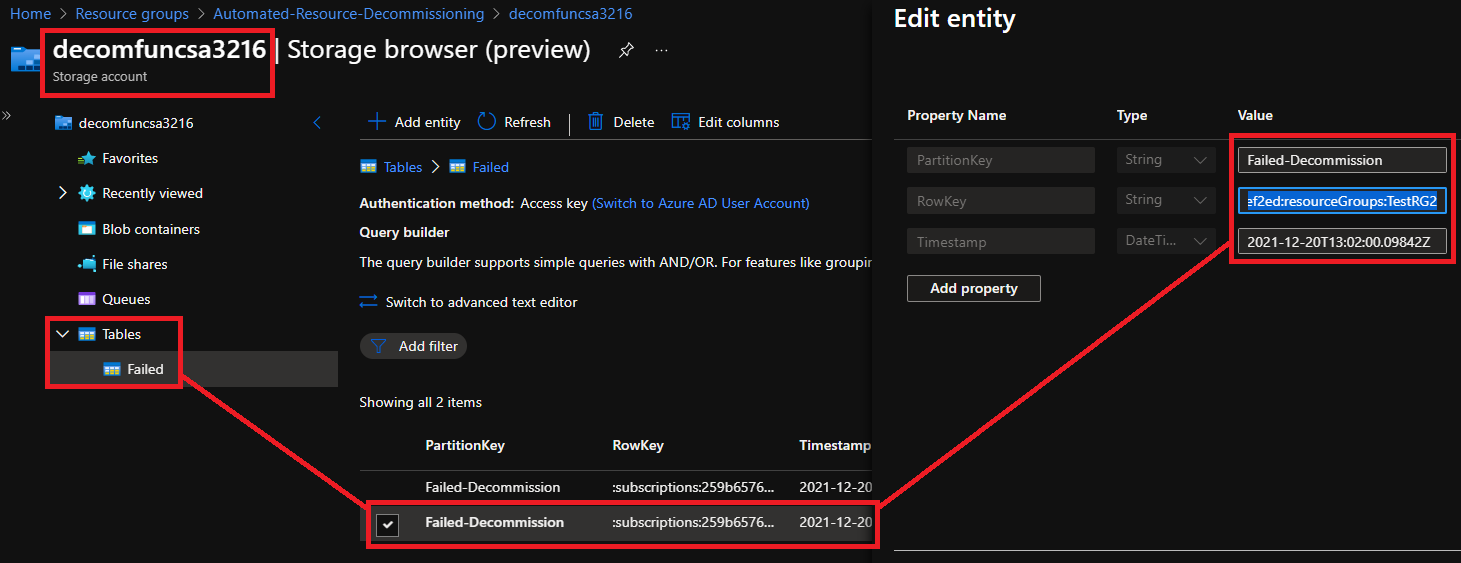 Home > Resource groups > Automated-Resource-Decommissioning > decomfuncsa3216
decomfuncsa3216 | Storage browser (preview) ...
Storage account
decomfuncsa3216
Favorites
Recently viewed
Blob containers
File shares
Queues
Tables
Failed
Add entity Refresh | Delete Edit columns
Tables > Failed
Authentication method: Access key (Switch to Azure AD User Account)
Query builder
The query builder supports simple queries with AND/OR. For features like groupin
Switch to advanced text editor
Add filter
Showing all 2 items
PartitionKey RowKey Timestamp
Failed-Decommission :subscriptions:259b6576... 2021-12-20
Failed-Decommission :subscriptions:259b6576... 2021-12-20
Edit entity
Property Name Type Value
PartitionKey String Failed-Decommission
RowKey String ef2ed:resourceGroups:TestRG2
Timestamp DateTi... 2021-12-20T13:02:00.09842Z
Add property